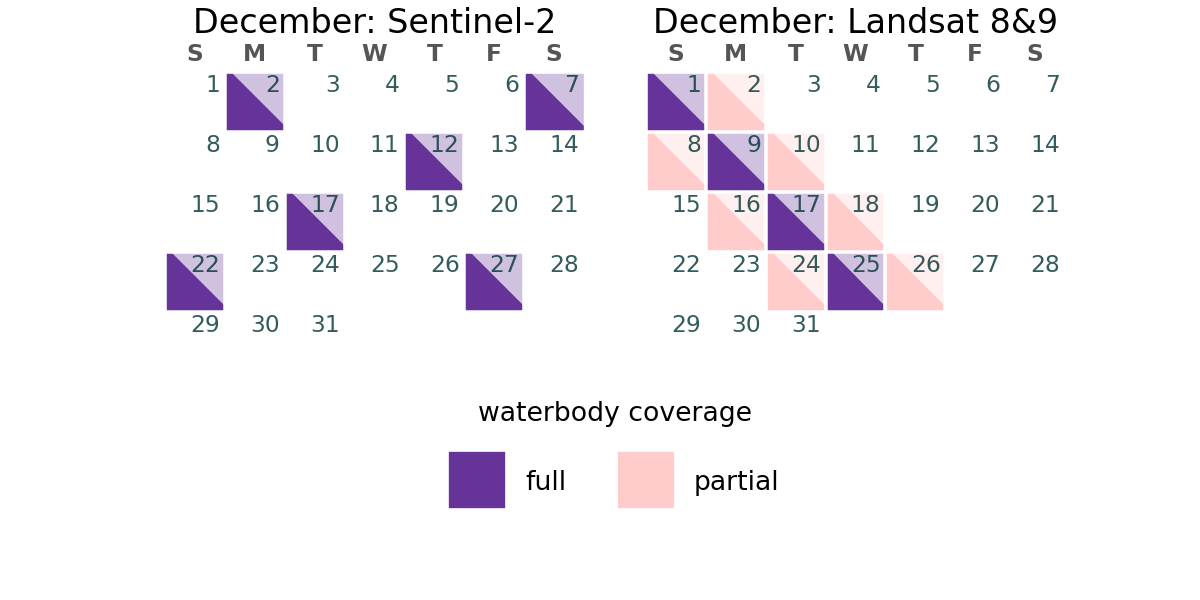 December: Sentinel-2
S M T W T F S
1 2 3 4 5 6 7
8 9 10 11 12 13 14
15 16 17 18 19 20 21
22 23 24 25 26 27 28
29 30 31
December: Landsat 8&9
S M T W T F S
1 2 3 4 5 6 7
8 9 10 11 12 13 14
15 16 17 18 19 20 21
22 23 24 25 26 27 28
29 30 31
waterbody coverage
full partial